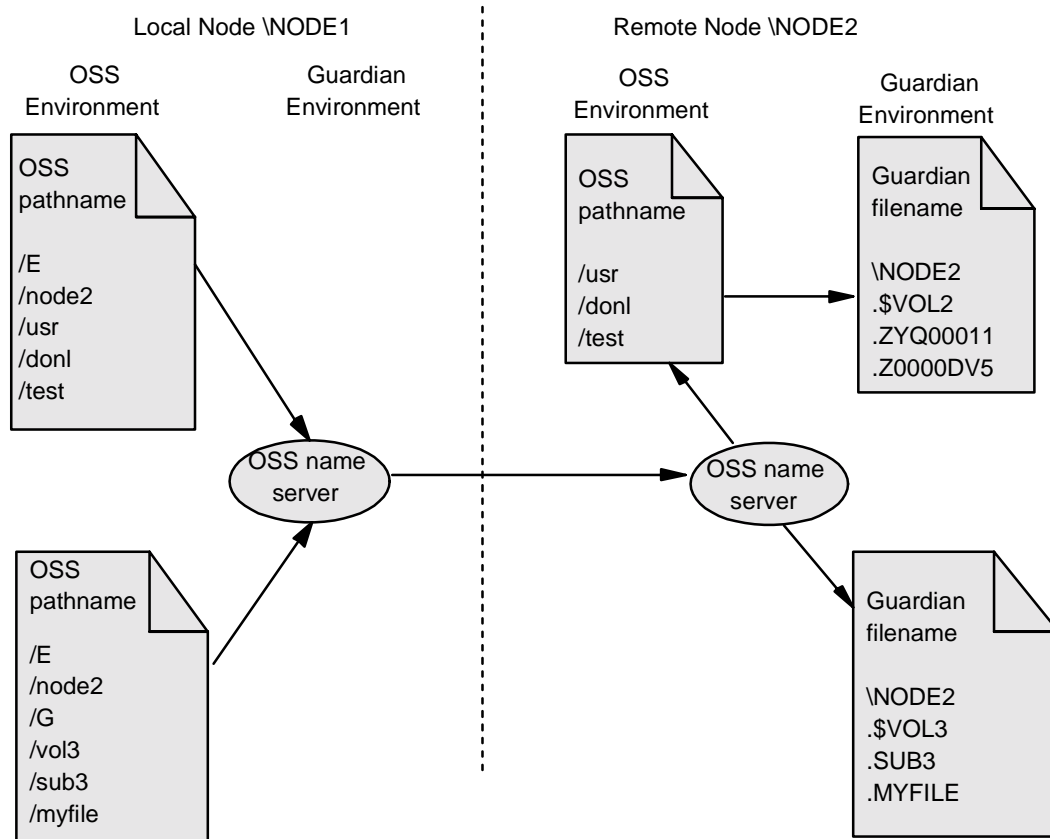 Local Node \NODE1
Remote Node \NODE2
OSS
Environment
Guardian
Environment
OSS
Environment
Guardian
Environment
OSS
pathname
/E
/node2
/usr
/donl
/test
OSS
pathname
/usr
/donl
/test
Guardian
filename
\NODE2
.$VOL2
.ZYQ00011
.Z0000DV5
OSS name
server
OSS name
server
OSS
pathname
/E
/node2
/G
/vol3
/sub3
/myfile
Guardian
filename
\NODE2
.$VOL3
.SUB3
.MYFILE